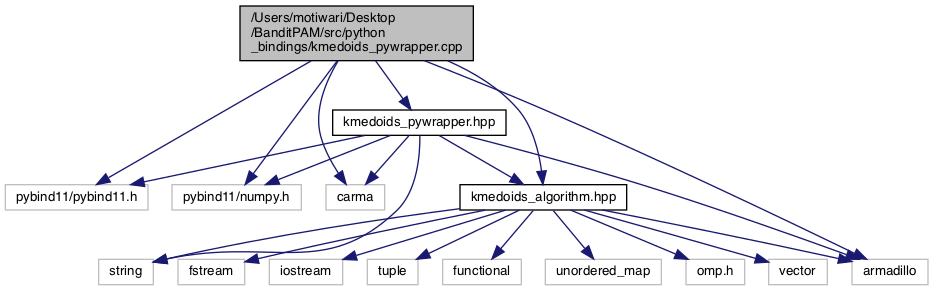 /Users/motiwari/Desktop
/BanditPAM/src/python
_bindings/kmedoids_pywrapper.cpp
kmedoids_pywrapper.hpp
pybind11/pybind11.h
pybind11/numpy.h
carma
kmedoids_algorithm.hpp
string
fstream
iostream
tuple
functional
unordered_map
omp.h
vector
armadillo